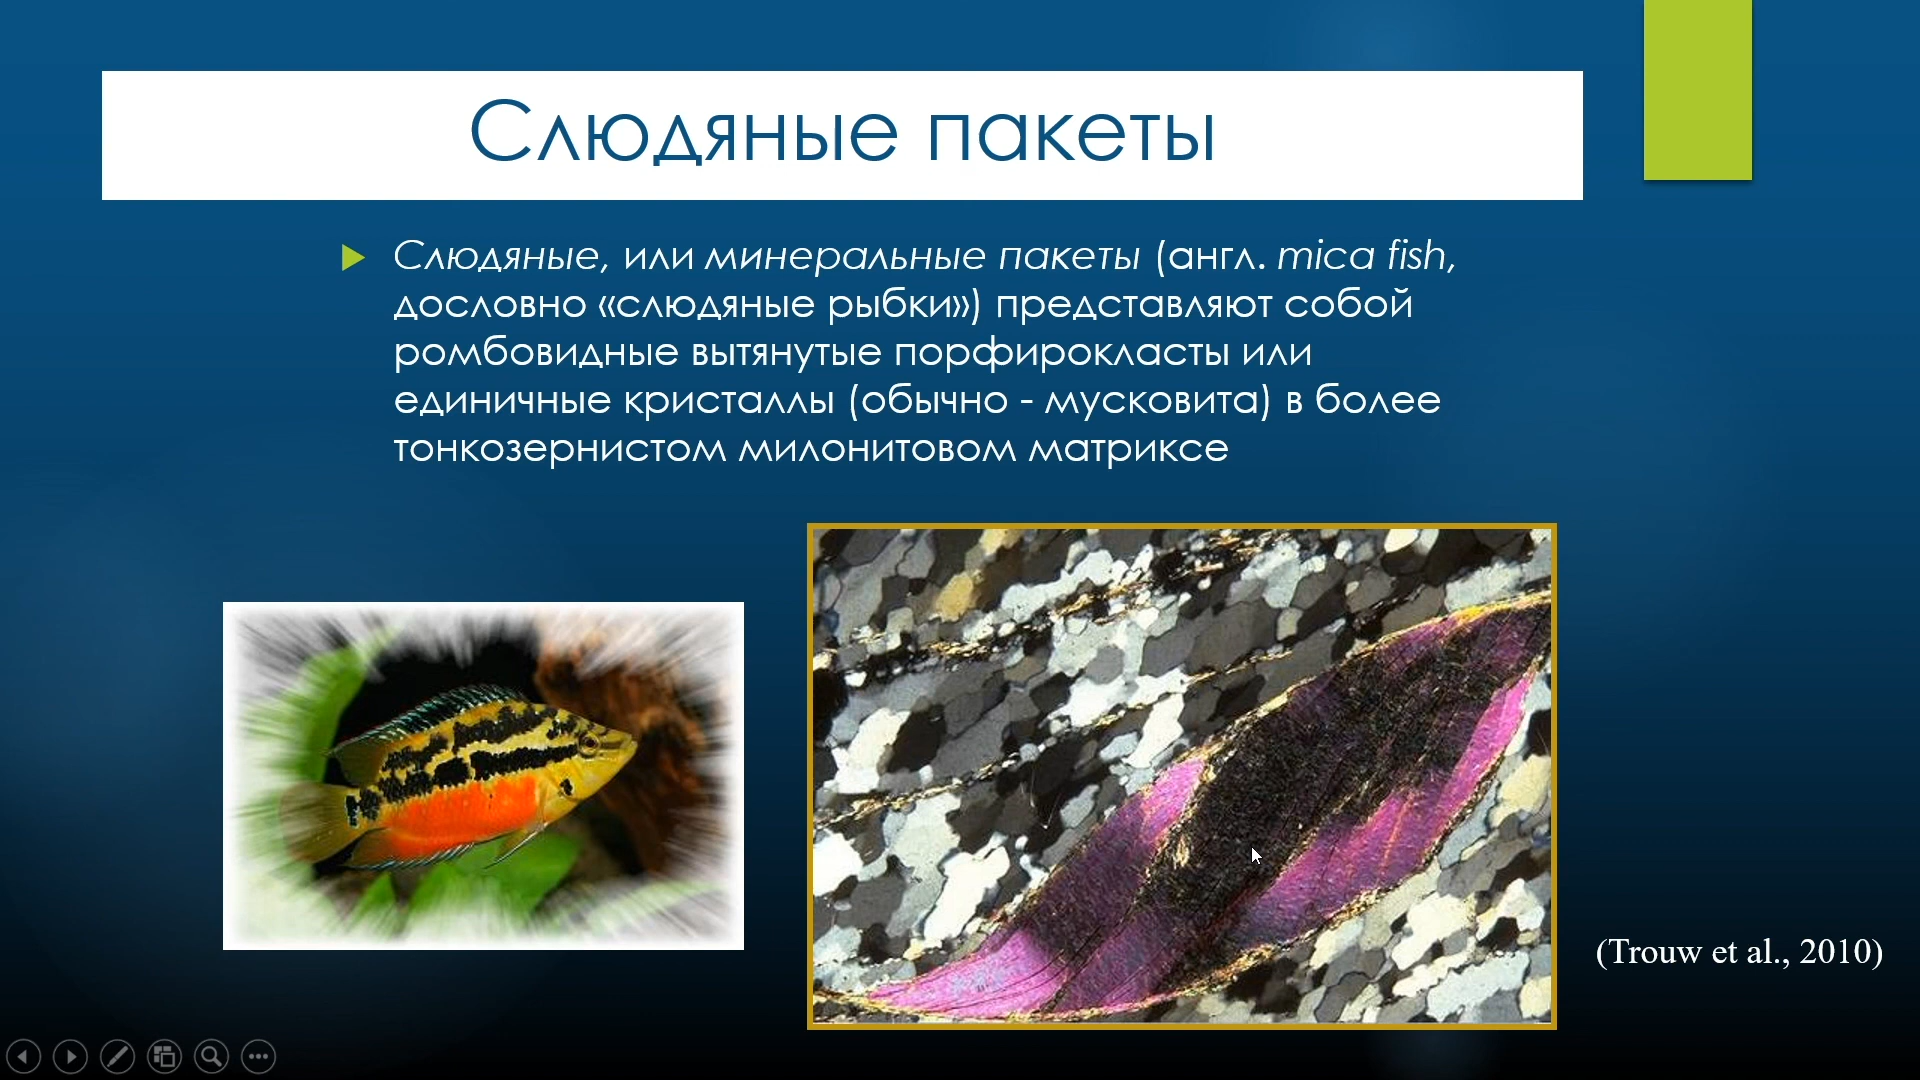 Слюдяные пакеты
Слюдяные, или минеральные пакеты (англ. mica fish,
дословно «слюдяные рыбки») представляют собой
ромбовидные вытянутые порфирокласты или
единичные кристаллы (обычно - мусковита) в более
тонкозернистом милонитовом матриксе
(Trouw et al., 2010)